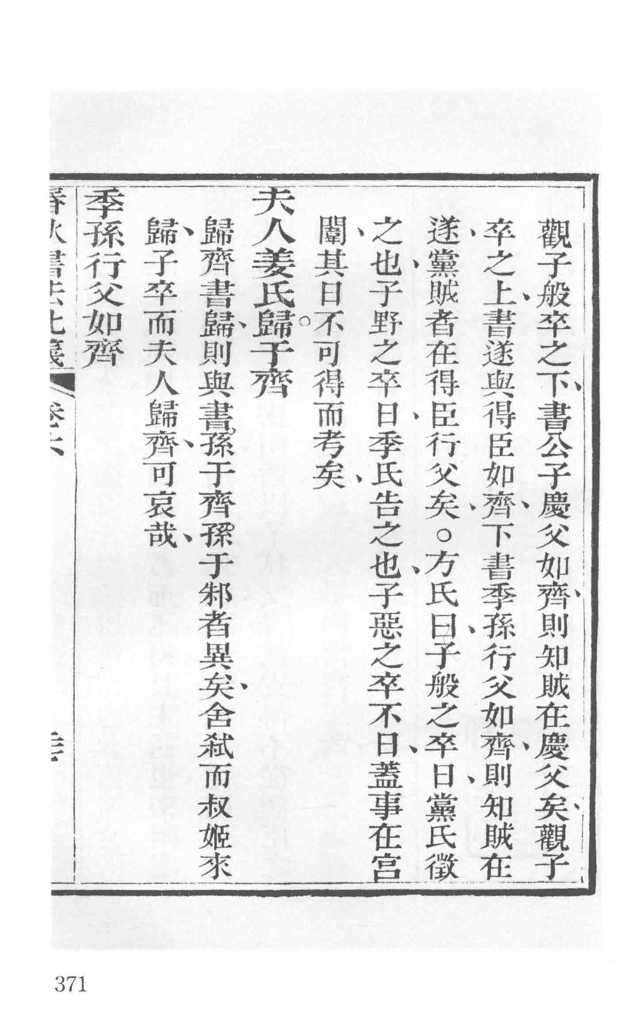 觀子般卒之下書公子慶父如齊則知賊在慶父矣觀子
卒之上書遂與得臣如齊下書季孫行父如齊則知賊在
遂黨賊者在得臣行父矣○方氏曰子般之卒日黨氏徵
之也子野之卒日季氏告之也子惡之卒不日蓋事在宮
闈其日不可得而考矣
夫人姜氏歸于齊
歸齊書歸則與書孫于齊孫于邾者異矣舍弒而叔姬來
歸子卒而夫人歸齊可哀哉
季孫行父如齊
春秋書法比義 卷六
371